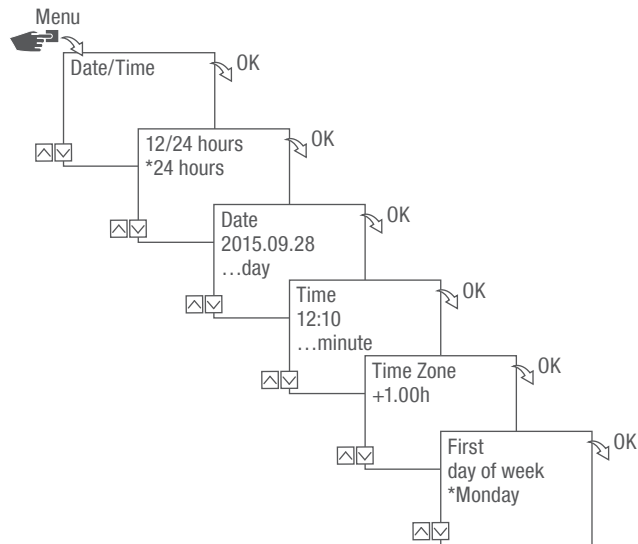 Menu
Date/Time
OK
12/24 hours
*24 hours
OK
Date
2015.09.28
…day
OK
Time
12:10
…minute
OK
Time Zone
+1.00h
OK
First
day of week
*Monday
OK